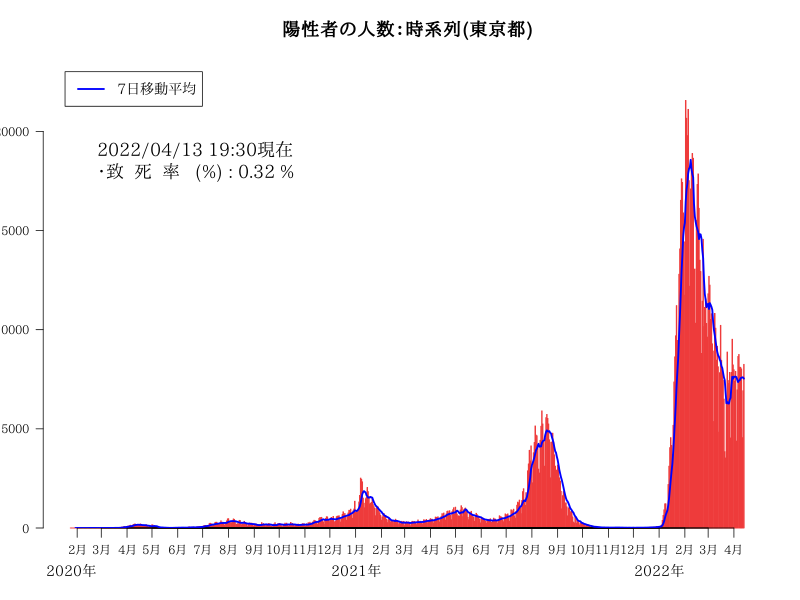 陽性者の人数:時系列(東京都)
7日移動平均
2022/04/13 19:30現在
・致 死 率 (%) : 0.32 %
0000
5000
0000
5000
0
2月 3月 4月 5月 6月 7月 8月 9月 10月 11月 12月 1月 2月 3月 4月 5月 6月 7月 8月 9月 10月 11月 12月 1月 2月 3月 4月
2020年 2021年 2022年